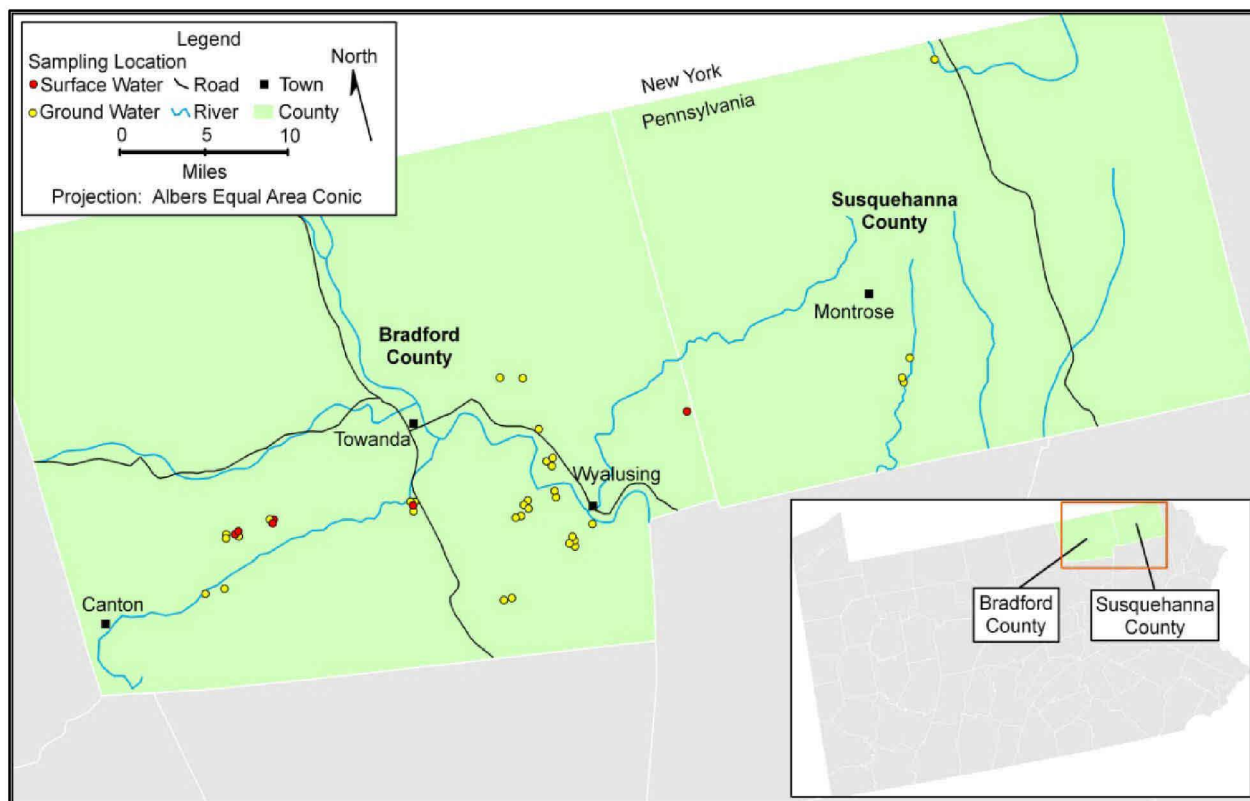 Legend
Sampling Location
Surface Water Road Town
Ground Water River County
North
0 5 10
Miles
Projection: Albers Equal Area Conic
New York
Pennsylvania
Susquehanna
County
Montrose
Bradford
County
Towanda
Wyalusing
Canton
Bradford
County
Susquehanna
County